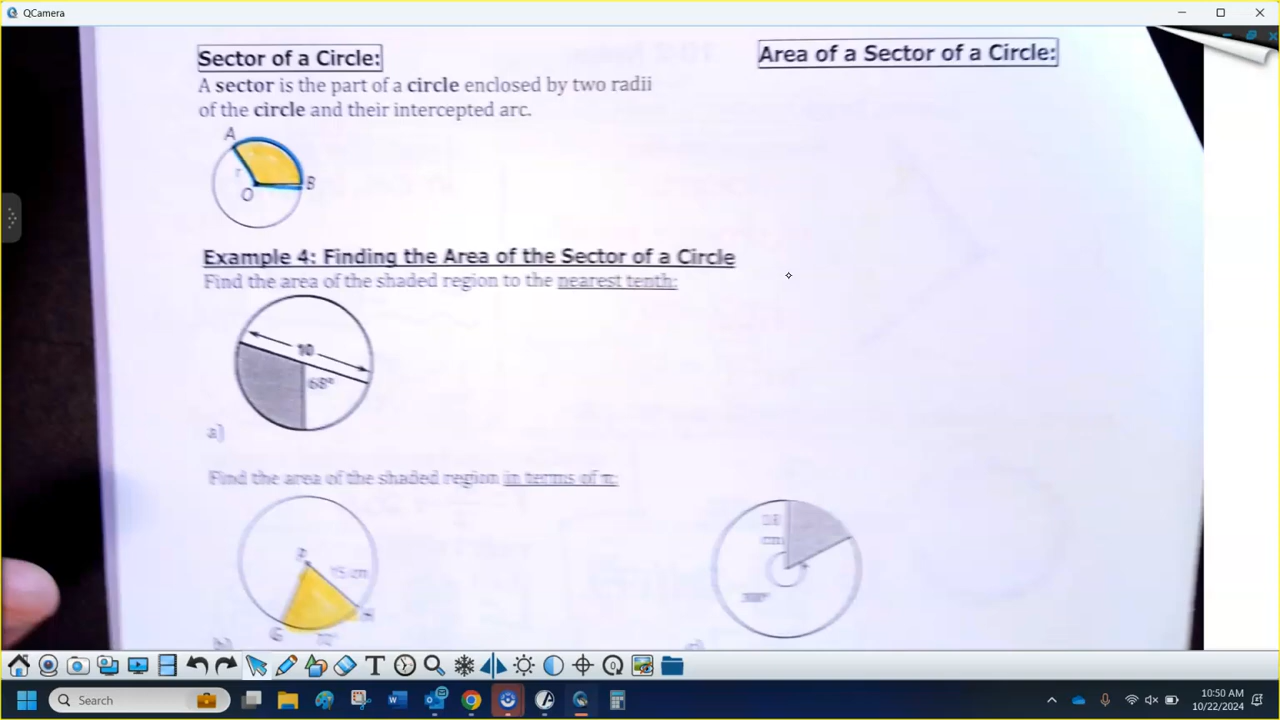 QCamera
Sector of a Circle:
Area of a Sector of a Circle:
A sector is the part of a circle enclosed by two radii
of the circle and their intercepted arc.
A
r
B
O
Example 4: Finding the Area of the Sector of a Circle
Find the area of the shaded region to the nearest tenth:
10
68°
a)
Find the area of the shaded region in terms of π:
18
cm
15 cm
G
72°
b)
c)
Search
10:50 AM
10/22/2024